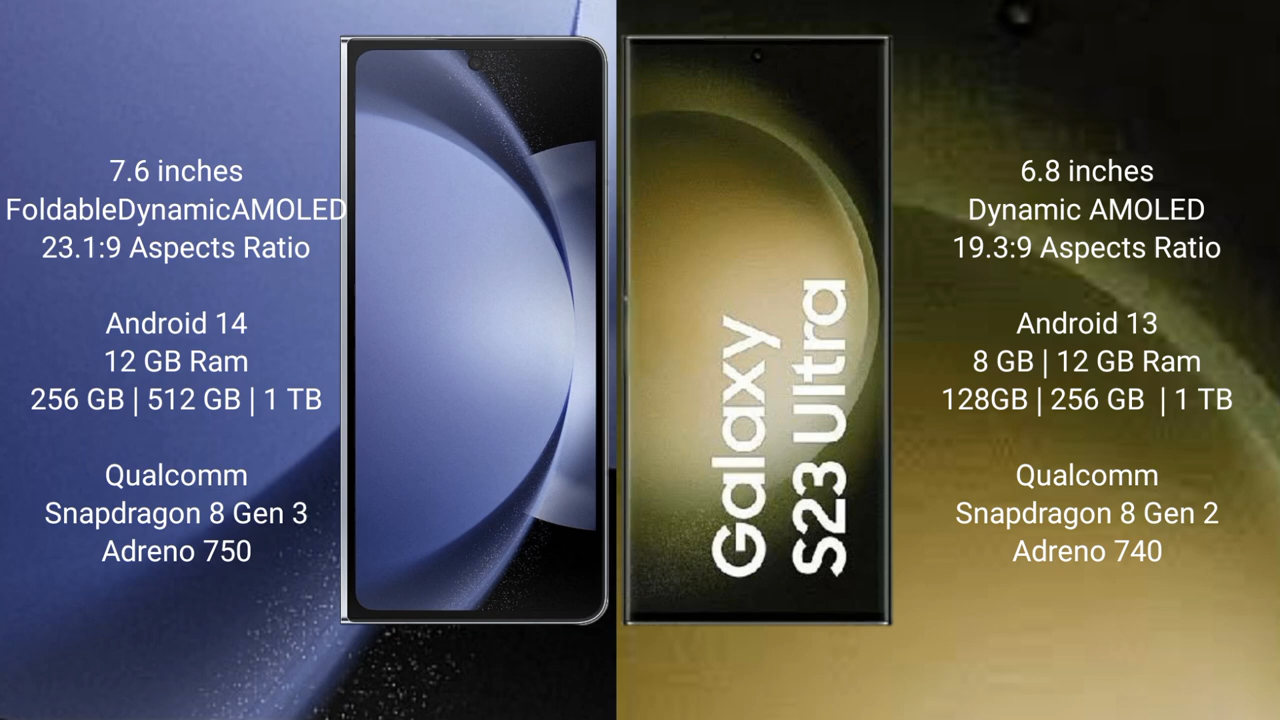 7.6 inches
FoldableDynamicAMOLED
23.1:9 Aspects Ratio
Android 14
12 GB Ram
256 GB | 512 GB | 1 TB
Qualcomm
Snapdragon 8 Gen 3
Adreno 750
Galaxy
S23 Ultra
6.8 inches
Dynamic AMOLED
19.3:9 Aspects Ratio
Android 13
8 GB | 12 GB Ram
128GB | 256 GB | 1 TB
Qualcomm
Snapdragon 8 Gen 2
Adreno 740